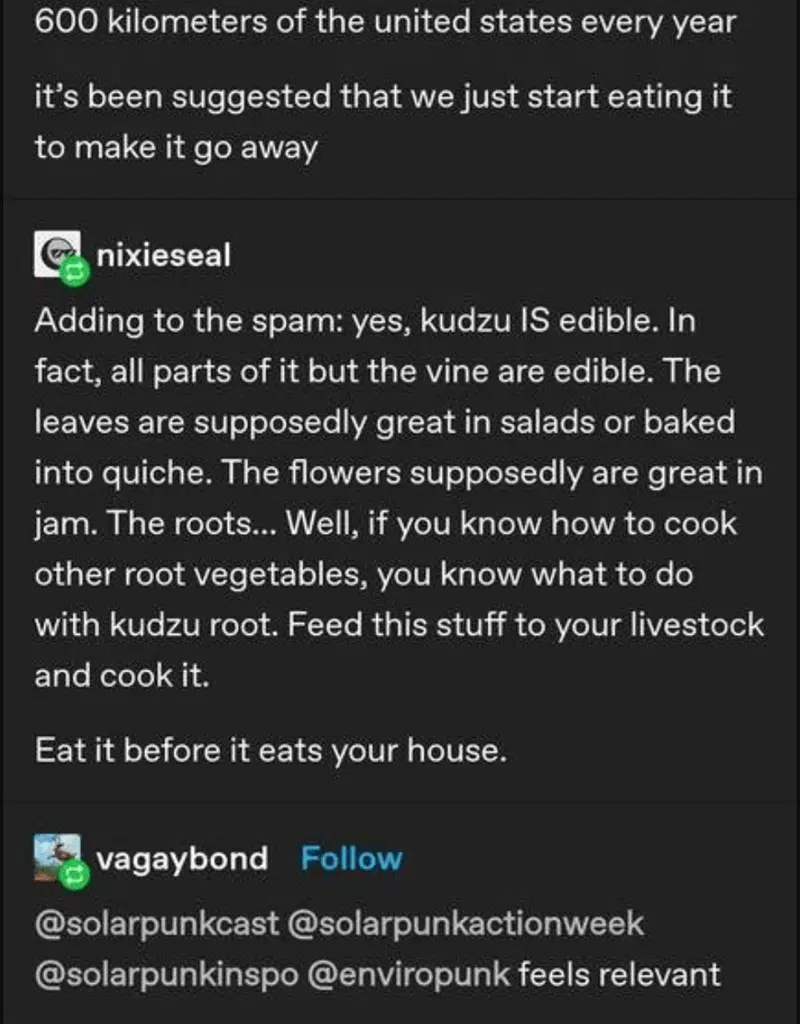 600 kilometers of the united states every year
it's been suggested that we just start eating it
to make it go away
nixieseal
Adding to the spam: yes, kudzu IS edible. In
fact, all parts of it but the vine are edible. The
leaves are supposedly great in salads or baked
into quiche. The flowers supposedly are great in
jam. The roots... Well, if you know how to cook
other root vegetables, you know what to do
with kudzu root. Feed this stuff to your livestock
and cook it.
Eat it before it eats your house.
vagaybond Follow
@solarpunkcast @solarpunkactionweek
@solarpunkinspo @enviropunk feels relevant